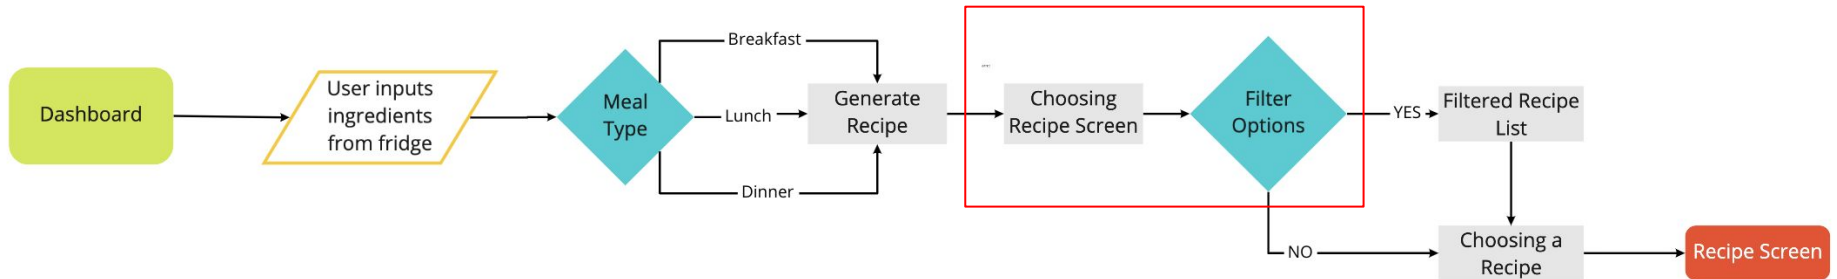 Dashboard
User inputs
ingredients
from fridge
Meal
Type
Breakfast
Lunch
Dinner
Generate
Recipe
Choosing
Recipe Screen
Filter
Options
YES
Filtered Recipe
List
NO
Choosing a
Recipe
Recipe Screen